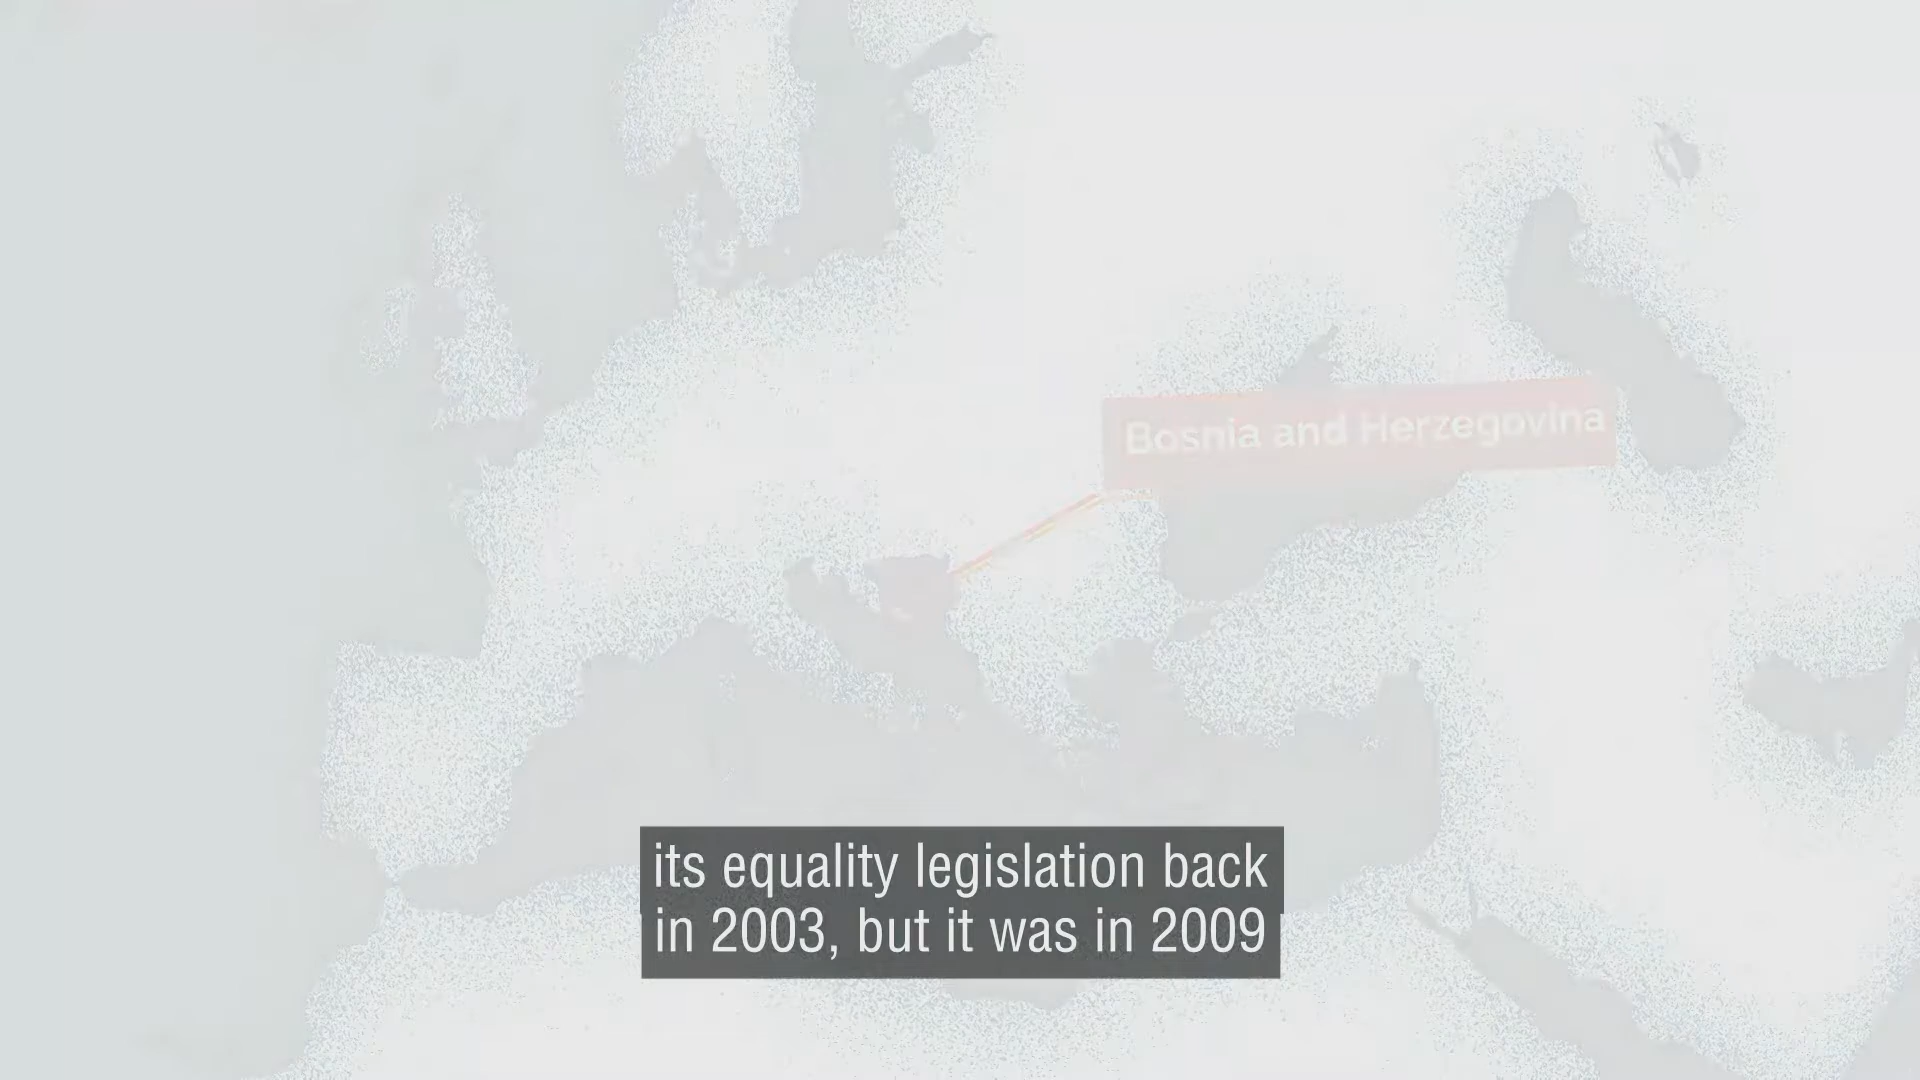 Bosnia and Herzegovina
its equality legislation back
in 2003, but it was in 2009